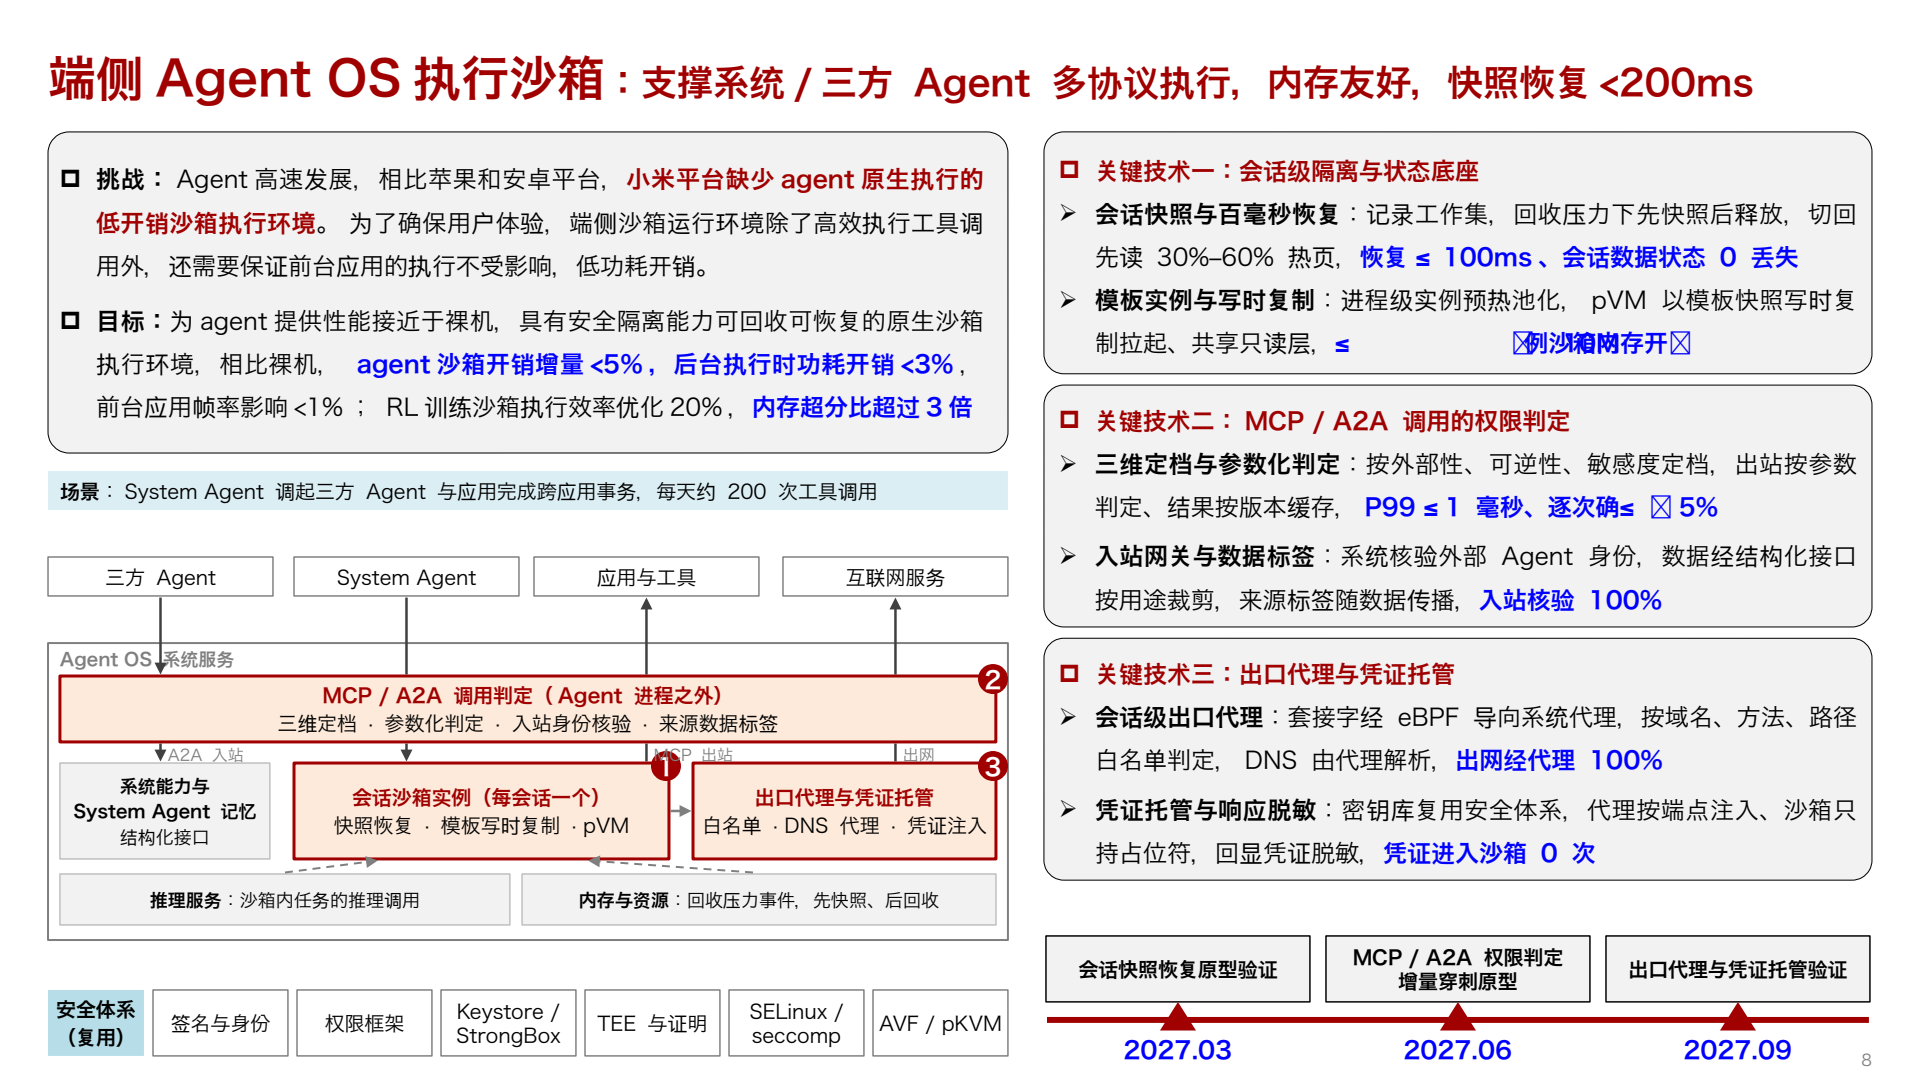 端侧 Agent OS 执行沙箱：支撑系统 / 三方 Agent 多协议执行，内存友好，快照恢复 <200ms
挑战：Agent 高速发展，相比苹果和安卓平台，小米平台缺少 agent 原生执行的
低开销沙箱执行环境。为了确保用户体验，端侧沙箱运行环境除了高效执行工具调
用外，还需要保证前台应用的执行不受影响，低功耗开销。
目标：为 agent 提供性能接近于裸机，具有安全隔离能力可回收可恢复的原生沙箱
执行环境，相比裸机， agent 沙箱开销增量 <5%，后台执行时功耗开销 <3%，
前台应用帧率影响 <1%； RL 训练沙箱执行效率优化 20%，内存超分比超过 3 倍
场景：System Agent 调起三方 Agent 与应用完成跨应用事务，每天约 200 次工具调用
三方 Agent
System Agent
应用与工具
互联网服务
Agent OS 系统服务
MCP / A2A 调用判定（Agent 进程之外）
2
三维定档 · 参数化判定 · 入站身份核验 · 来源数据标签
A2A 入站
MCP 出站
出网
系统能力与
System Agent 记忆
结构化接口
1
会话沙箱实例（每会话一个）
快照恢复 · 模板写时复制 · pVM
3
出口代理与凭证托管
白名单 · DNS 代理 · 凭证注入
推理服务：沙箱内任务的推理调用
内存与资源：回收压力事件，先快照、后回收
安全体系
（复用）
签名与身份
权限框架
Keystore /
StrongBox
TEE 与证明
SELinux /
seccomp
AVF / pKVM
关键技术一：会话级隔离与状态底座
会话快照与百毫秒恢复：记录工作集，回收压力下先快照后释放，切回
先读 30%–60% 热页，恢复 ≤ 100ms、会话数据状态 0 丢失
模板实例与写时复制：进程级实例预热池化， pVM 以模板快照写时复
制拉起、共享只读层，≤ 例沙箱内存开
关键技术二：MCP / A2A 调用的权限判定
三维定档与参数化判定：按外部性、可逆性、敏感度定档，出站按参数
判定、结果按版本缓存， P99 ≤ 1 毫秒、逐次确≤ 5%
入站网关与数据标签：系统核验外部 Agent 身份，数据经结构化接口
按用途裁剪，来源标签随数据传播，入站核验 100%
关键技术三：出口代理与凭证托管
会话级出口代理：套接字经 eBPF 导向系统代理，按域名、方法、路径
白名单判定， DNS 由代理解析，出网经代理 100%
凭证托管与响应脱敏：密钥库复用安全体系，代理按端点注入、沙箱只
持占位符，回显凭证脱敏，凭证进入沙箱 0 次
会话快照恢复原型验证
MCP / A2A 权限判定
增量穿刺原型
出口代理与凭证托管验证
2027.03
2027.06
2027.09
8